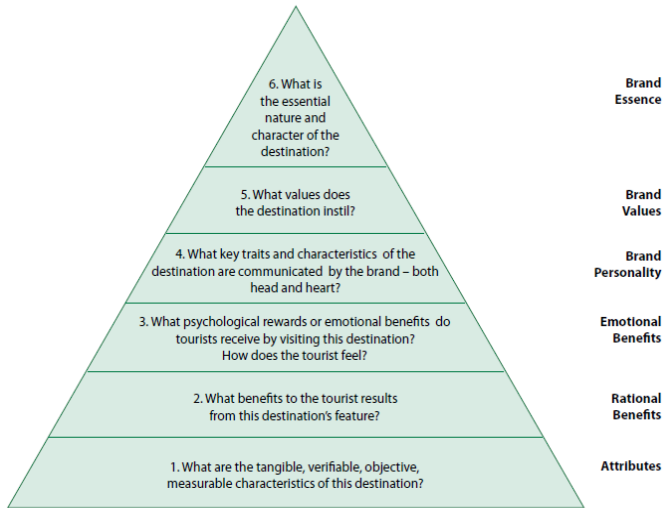 6. What is
the essential
nature and
character of the
destination?
Brand
Essence
5. What values does
the destination instil?
Brand
Values
4. What key traits and characteristics of the
destination are communicated by the brand – both
head and heart?
Brand
Personality
3. What psychological rewards or emotional benefits do
tourists receive by visiting this destination?
How does the tourist feel?
Emotional
Benefits
2. What benefits to the tourist results
from this destination's feature?
Rational
Benefits
1. What are the tangible, verifiable, objective,
measurable characteristics of this destination?
Attributes